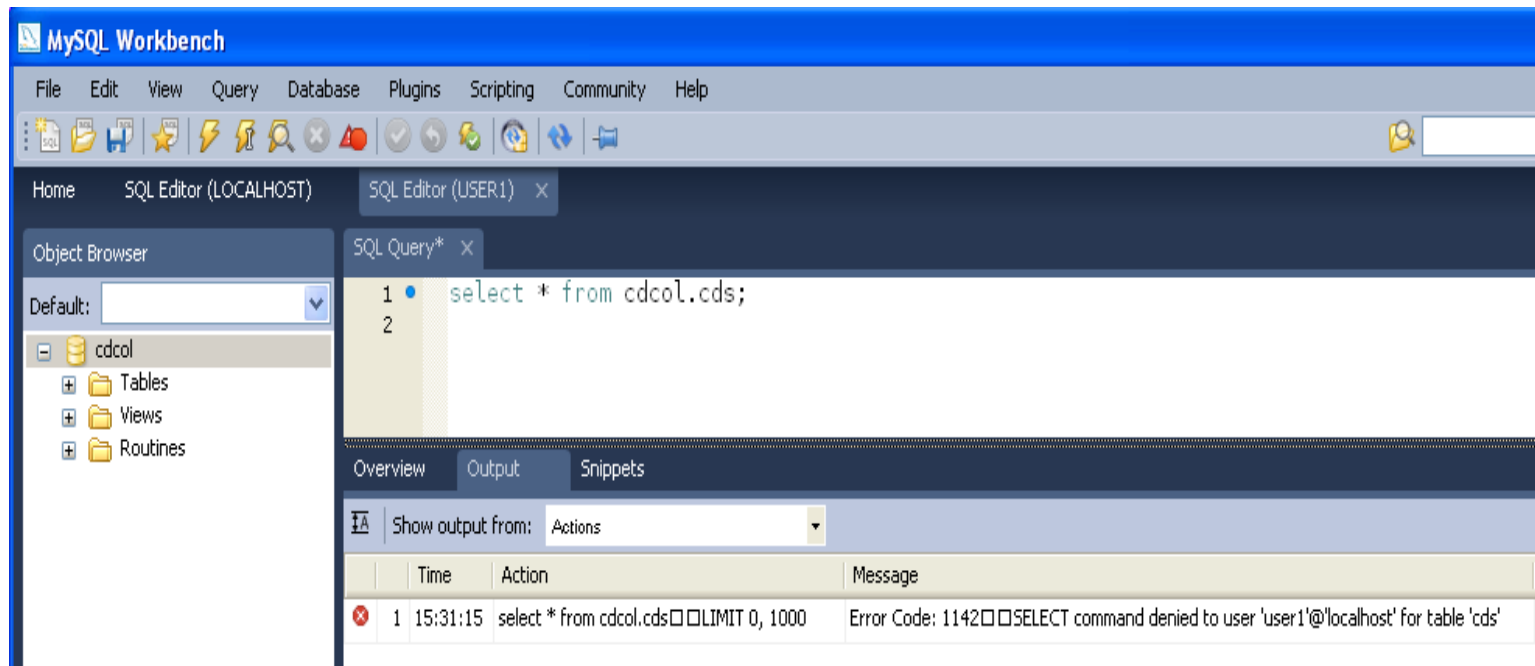 MySQL Workbench
File Edit View Query Database Plugins Scripting Community Help
Home SQL Editor (LOCALHOST) SQL Editor (USER1) ×
Object Browser
Default:
cdcol
Tables
Views
Routines
SQL Query* ×
1 select * from cdcol.cds;
2
Overview Output Snippets
Show output from: Actions
Time Action Message
1 15:31:15 select * from cdcol.cds□□LIMIT 0, 1000 Error Code: 1142□□SELECT command denied to user 'user1'@'localhost' for table 'cds'